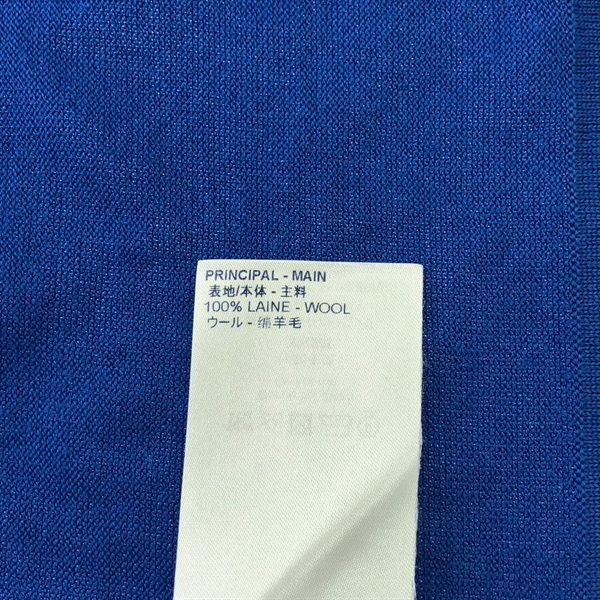 PRINCIPAL - MAIN
表地/本体 - 主料
100% LAINE - WOOL
ウール - 绵羊毛